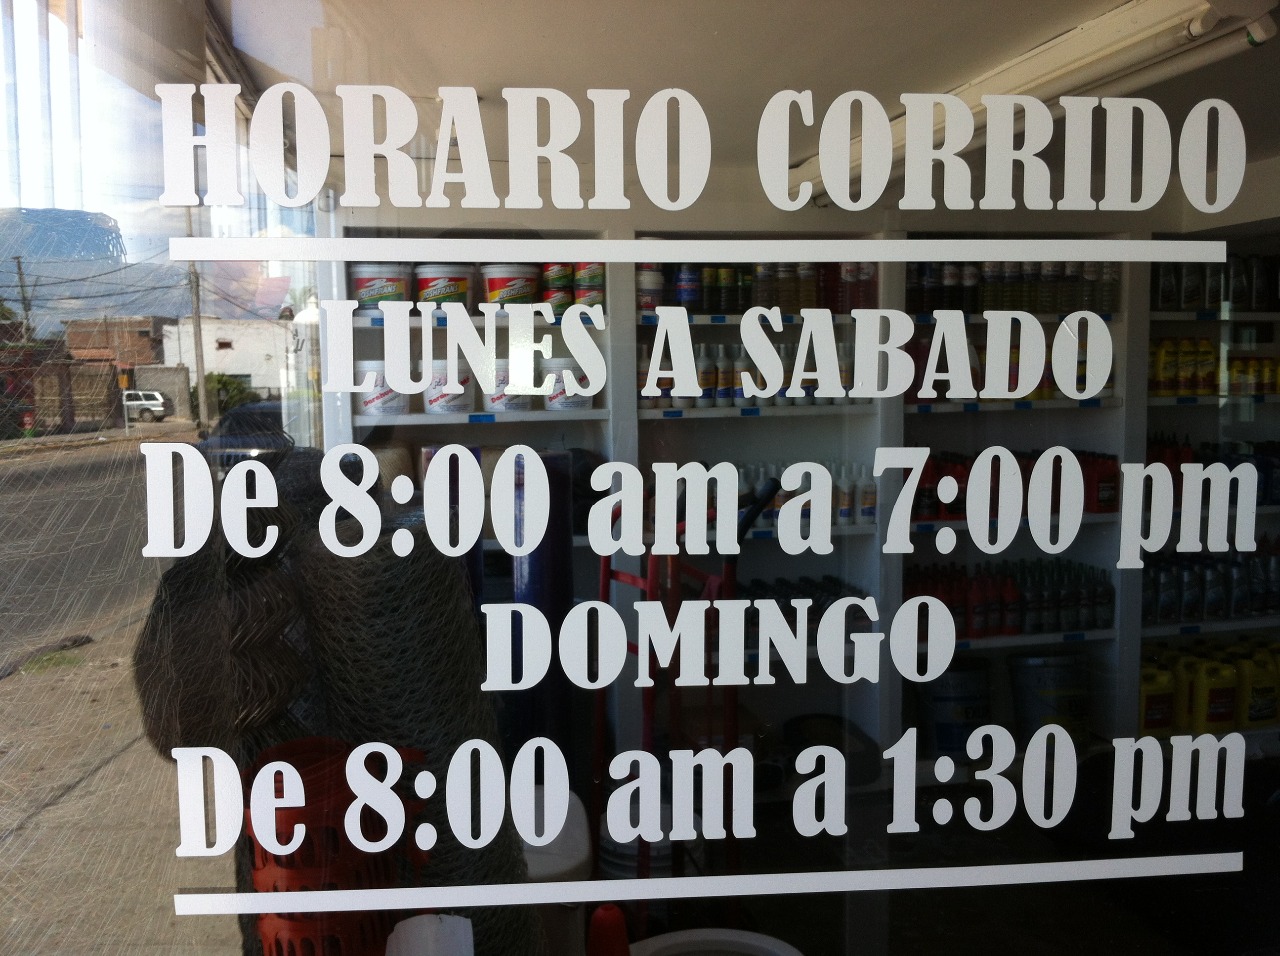 HORARIO CORRIDO
LUNES A SABADO
De 8:00 am a 7:00 pm
DOMINGO
De 8:00 am a 1:30 pm